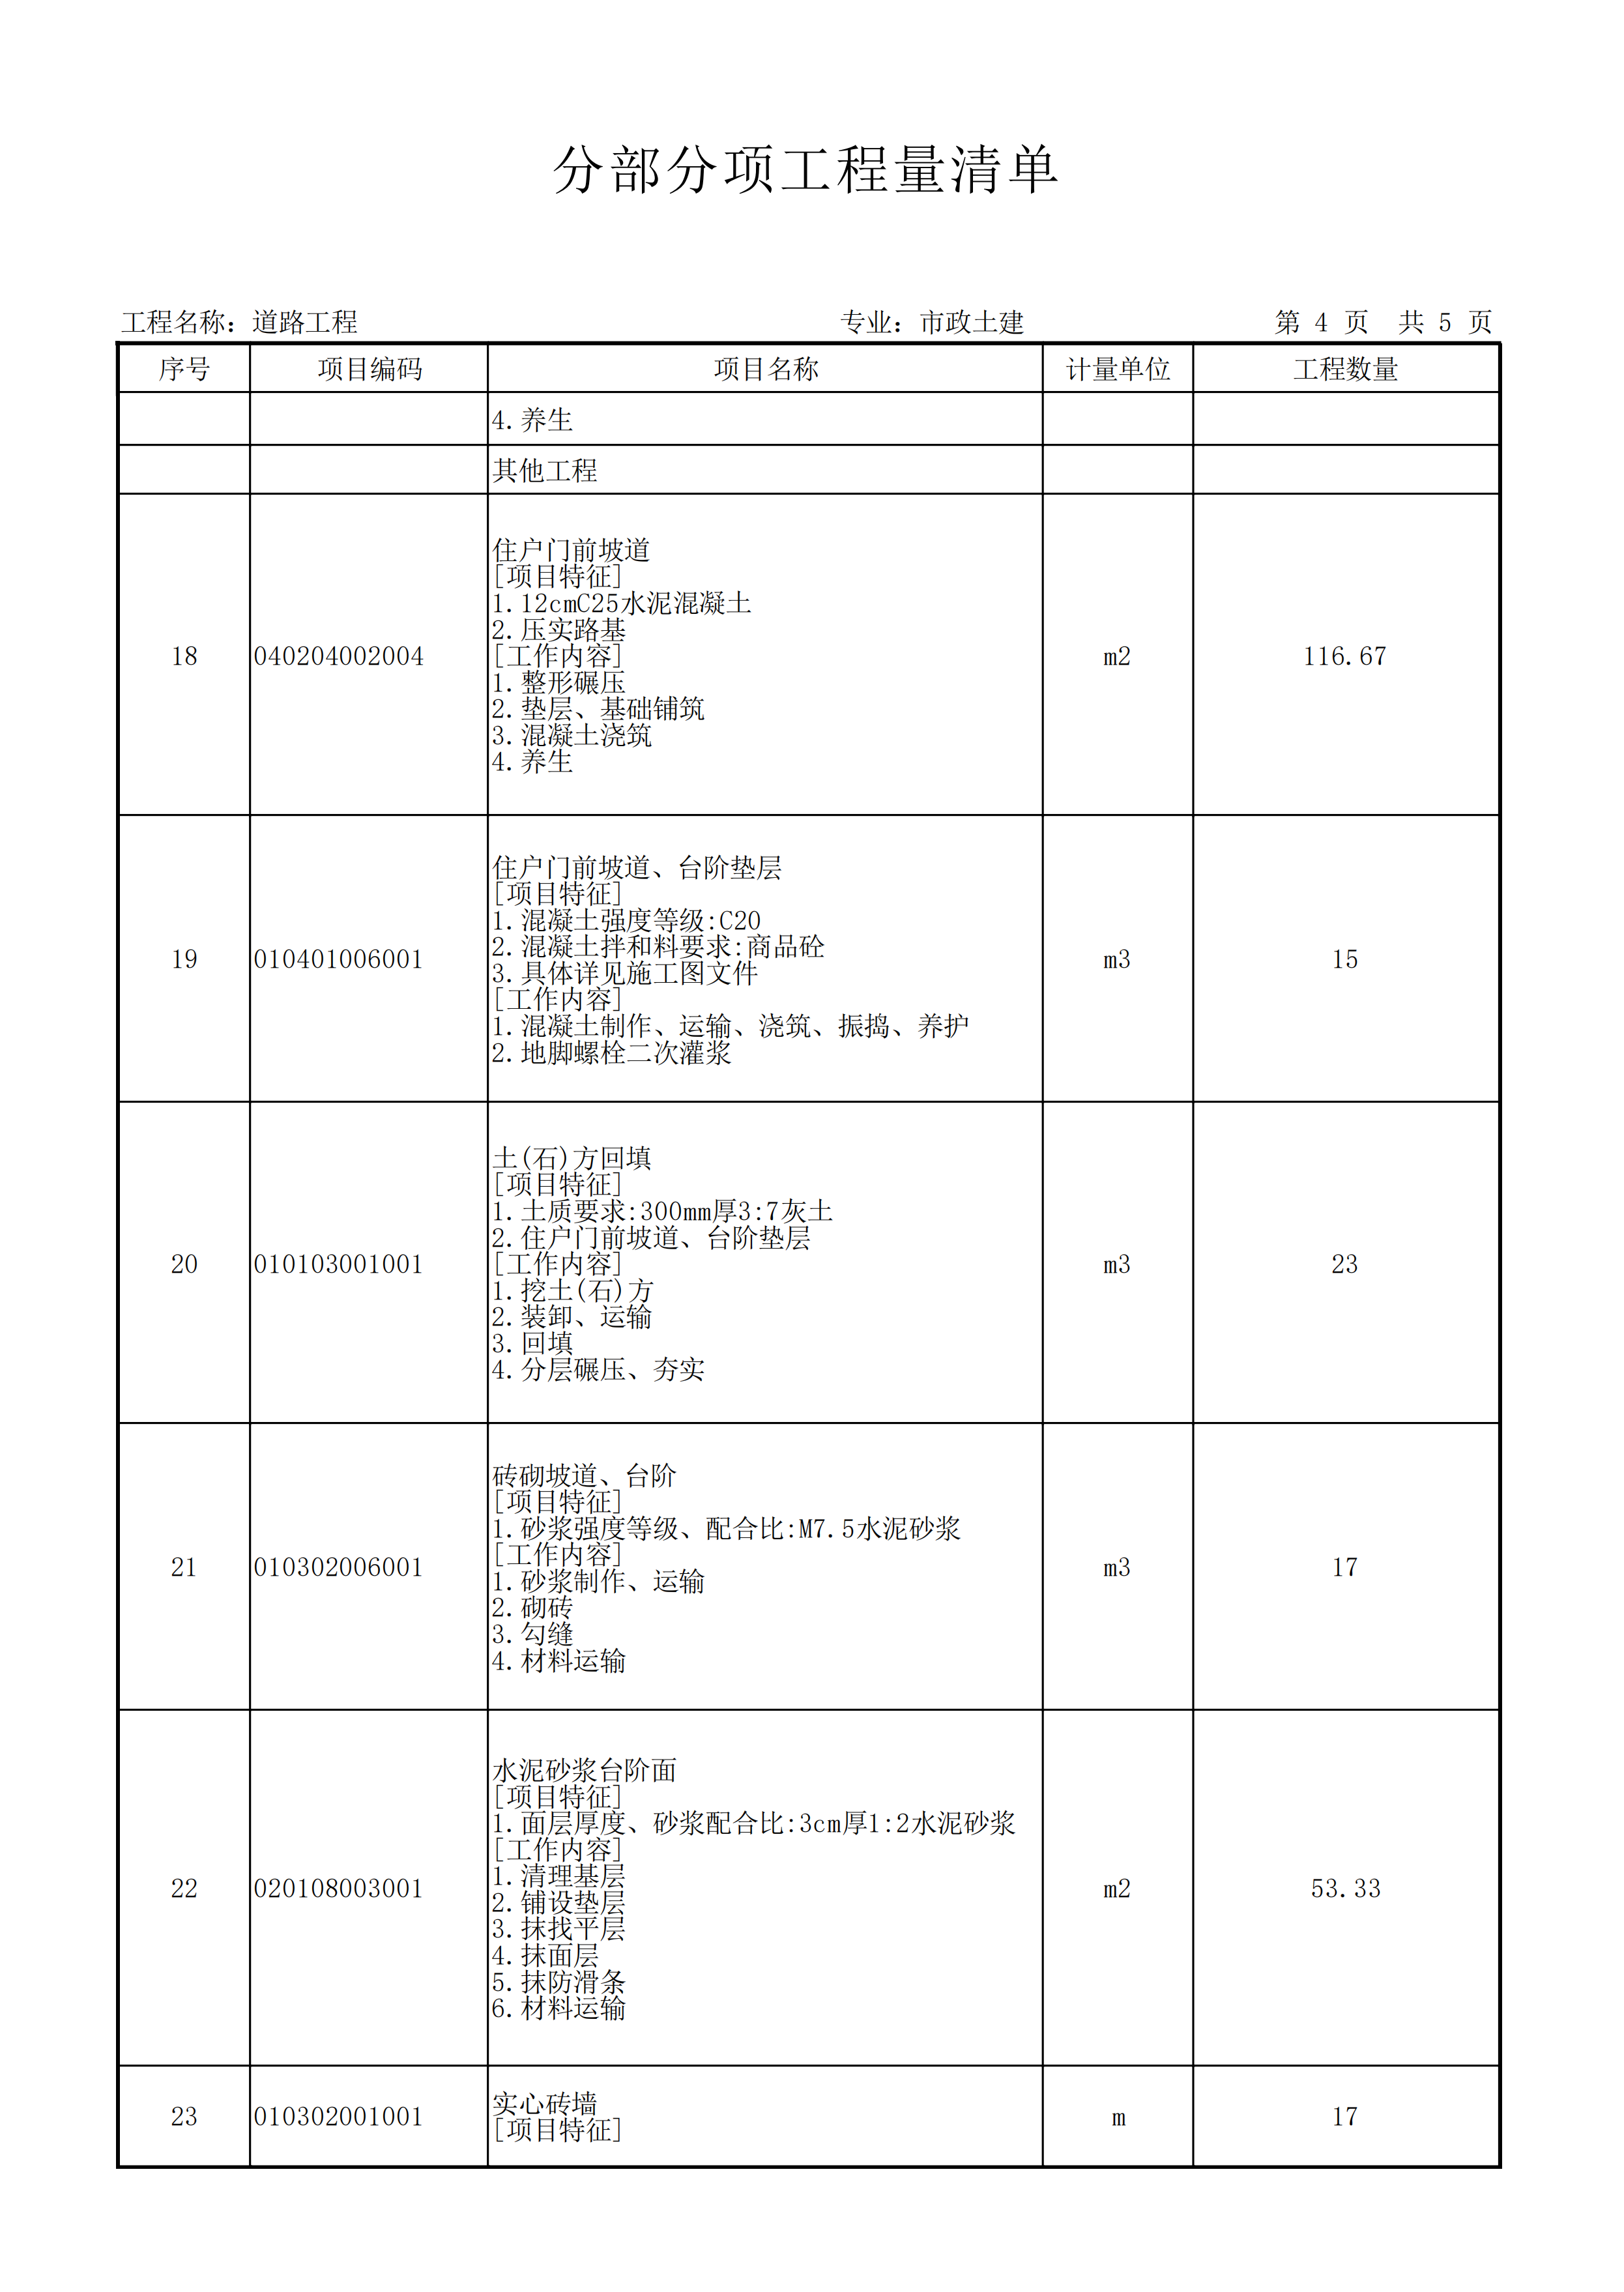 分部分项工程量清单
工程名称：道路工程 专业：市政土建 第 4 页 共 5 页
序号 项目编码 项目名称 计量单位 工程数量
4.养生
其他工程
住户门前坡道
[项目特征]
1.12cmC25水泥混凝土
2.压实路基
18 040204002004 [工作内容] m2 116.67
1.整形碾压
2.垫层、基础铺筑
3.混凝土浇筑
4.养生
住户门前坡道、台阶垫层
[项目特征]
1.混凝土强度等级:C20
2.混凝土拌和料要求:商品砼
19 010401006001 3.具体详见施工图文件 m3 15
[工作内容]
1.混凝土制作、运输、浇筑、振捣、养护
2.地脚螺栓二次灌浆
土(石)方回填
[项目特征]
1.土质要求:300mm厚3:7灰土
2.住户门前坡道、台阶垫层
20 010103001001 [工作内容] m3 23
1.挖土(石)方
2.装卸、运输
3.回填
4.分层碾压、夯实
砖砌坡道、台阶
[项目特征]
1.砂浆强度等级、配合比:M7.5水泥砂浆
[工作内容]
21 010302006001 1.砂浆制作、运输 m3 17
2.砌砖
3.勾缝
4.材料运输
水泥砂浆台阶面
[项目特征]
1.面层厚度、砂浆配合比:3cm厚1:2水泥砂浆
[工作内容]
1.清理基层
22 020108003001 2.铺设垫层 m2 53.33
3.抹找平层
4.抹面层
5.抹防滑条
6.材料运输
实心砖墙
23 010302001001 [项目特征] m 17